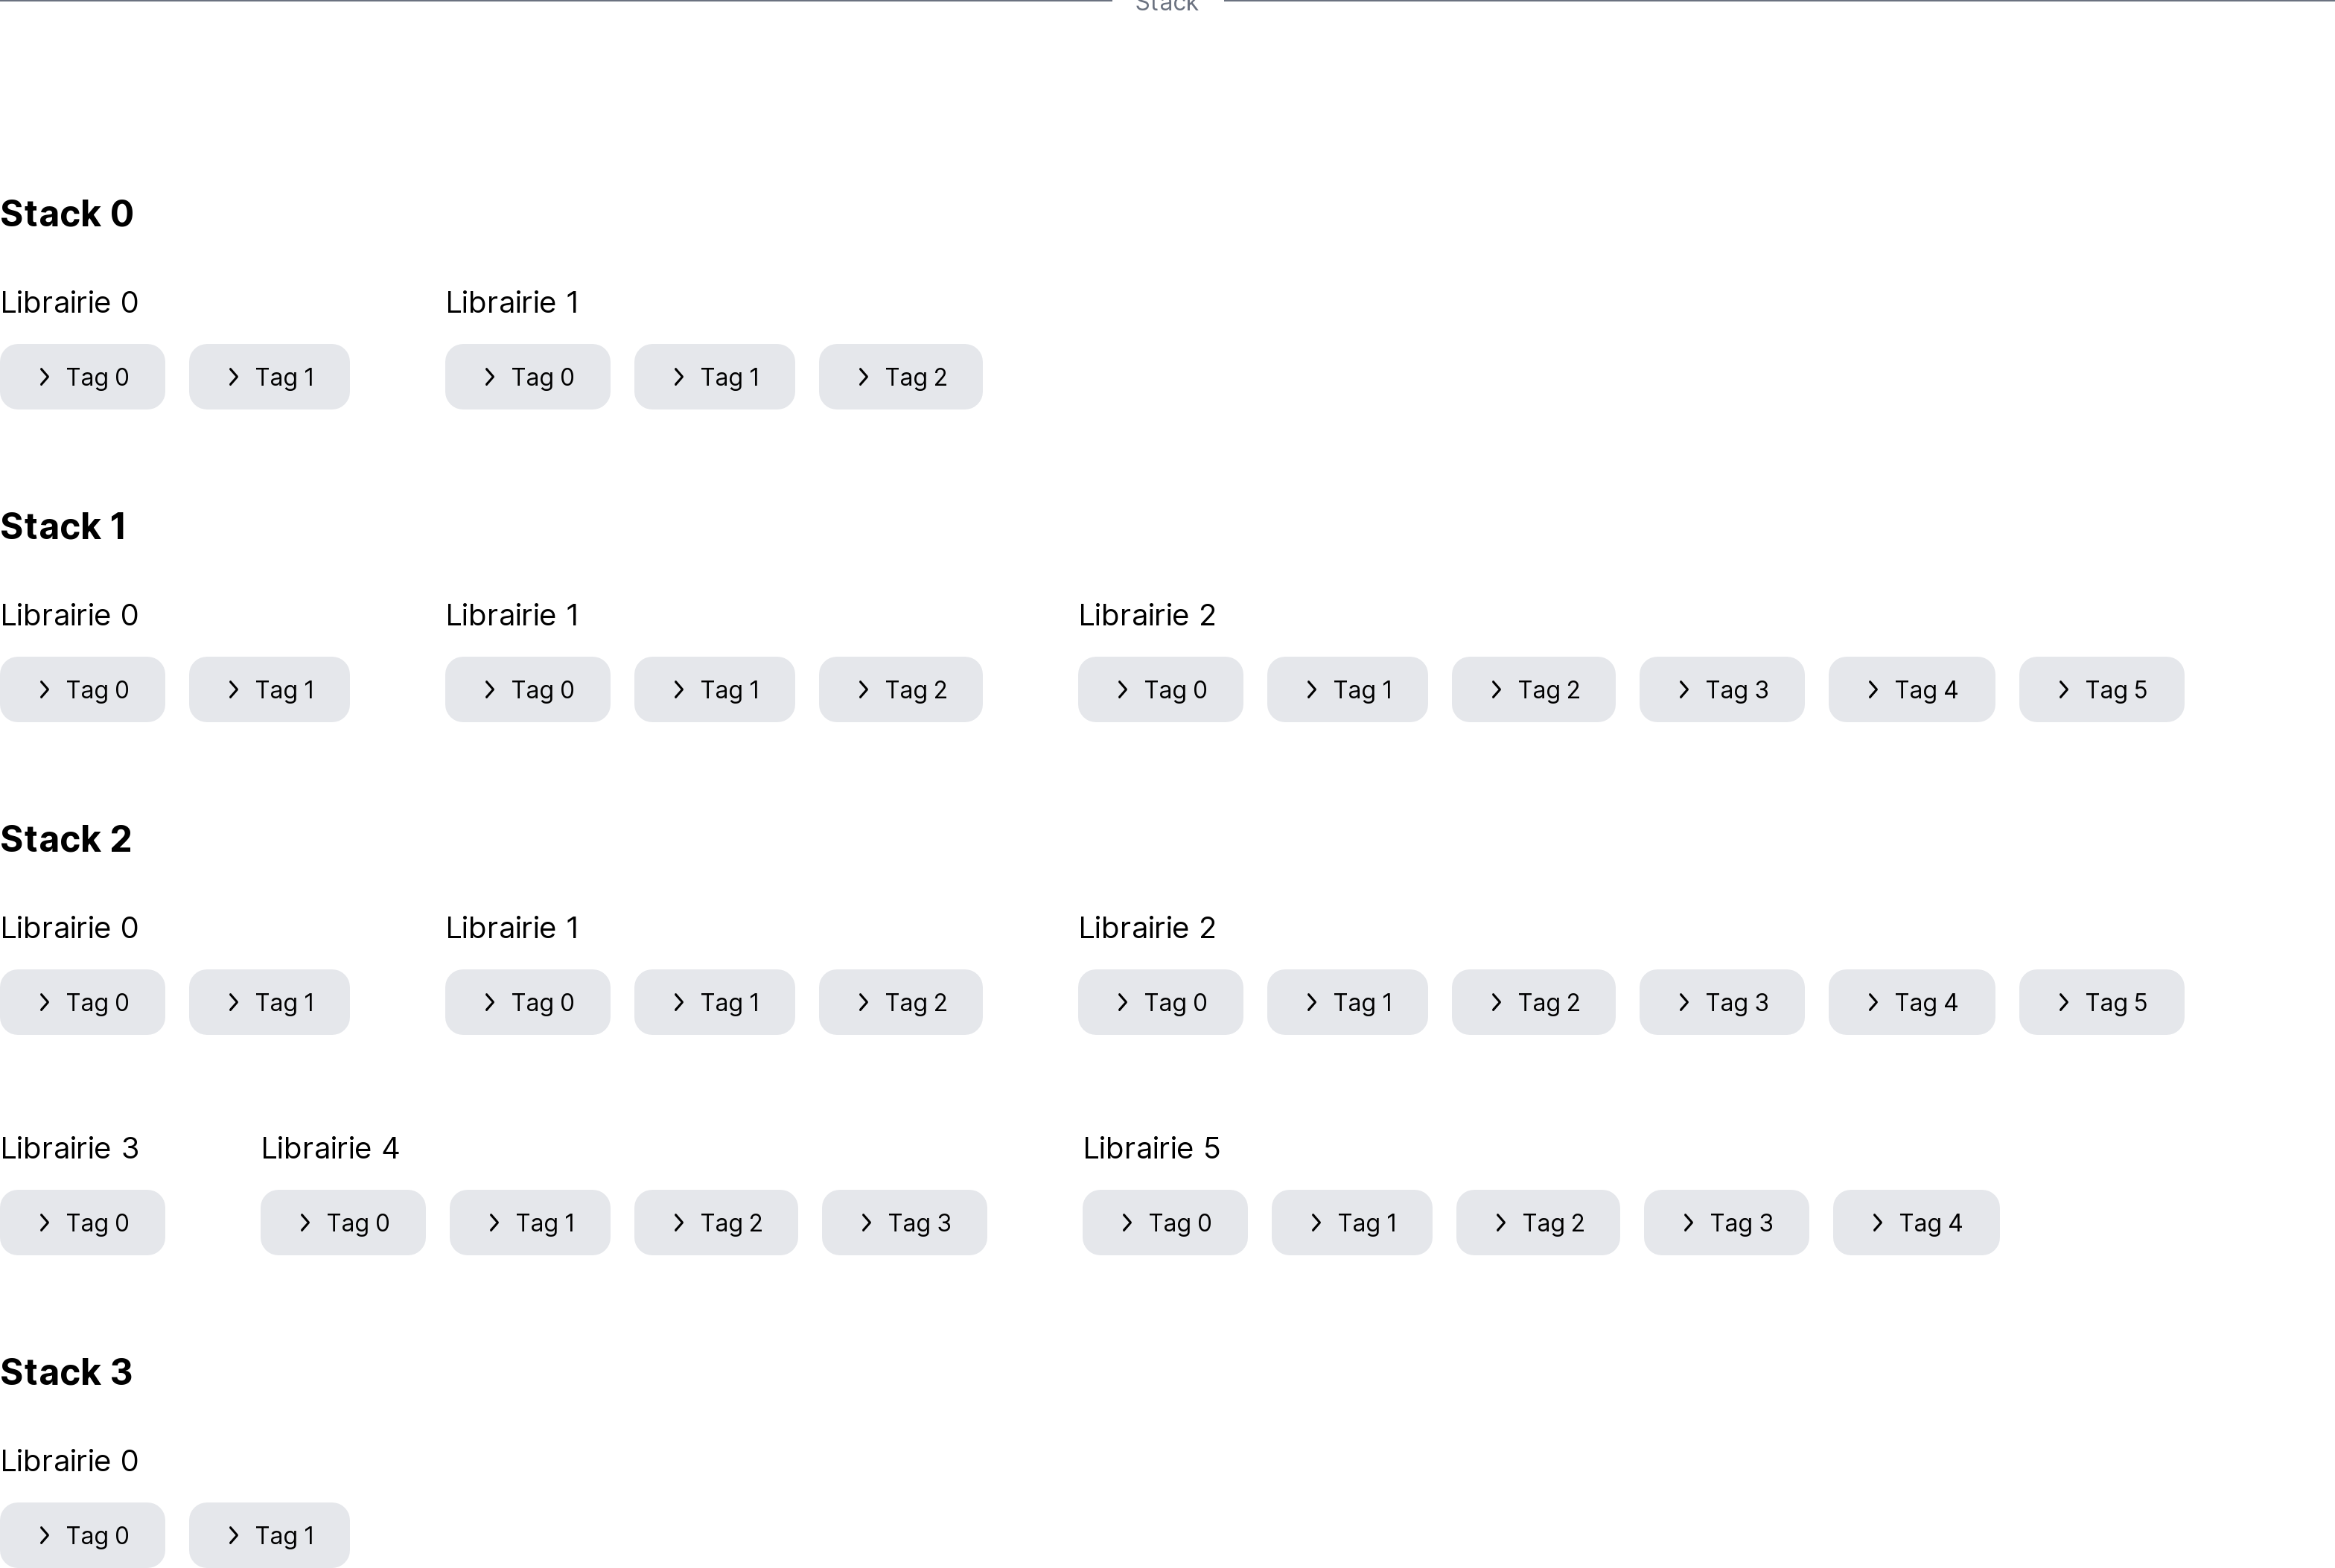 Stack
Stack 0
Librairie 0 Librairie 1
Tag 0 Tag 1 Tag 0 Tag 1 Tag 2
Stack 1
Librairie 0 Librairie 1 Librairie 2
Tag 0 Tag 1 Tag 0 Tag 1 Tag 2 Tag 0 Tag 1 Tag 2 Tag 3 Tag 4 Tag 5
Stack 2
Librairie 0 Librairie 1 Librairie 2
Tag 0 Tag 1 Tag 0 Tag 1 Tag 2 Tag 0 Tag 1 Tag 2 Tag 3 Tag 4 Tag 5
Librairie 3 Librairie 4 Librairie 5
Tag 0 Tag 0 Tag 1 Tag 2 Tag 3 Tag 0 Tag 1 Tag 2 Tag 3 Tag 4
Stack 3
Librairie 0
Tag 0 Tag 1